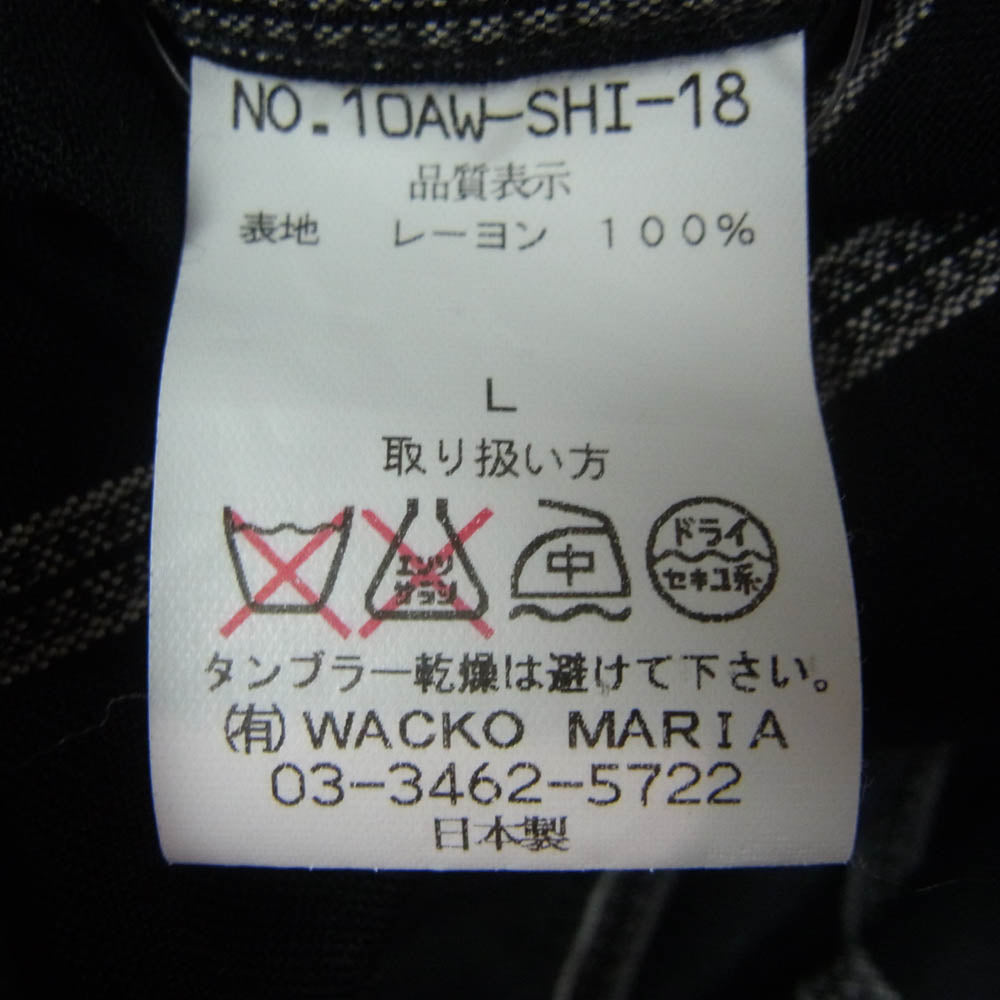 NO.10AW-SHI-18
品質表示
表地 レーヨン 100%
L
取り扱い方
エンソ サラシ 中 ドライ セキユ系
タンブラー乾燥は避けて下さい。
(有) WACKO MARIA
03-3462-5722
日本製